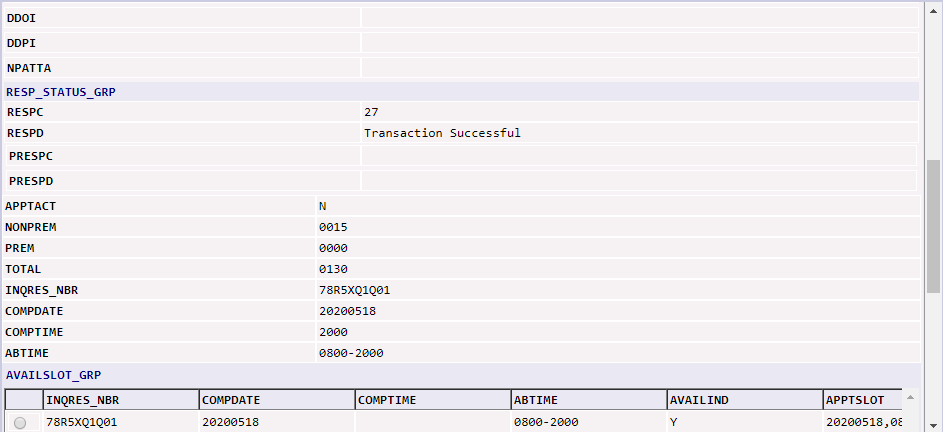 DDOI
DDPI
NPATTA
RESP_STATUS_GRP
RESPC 27
RESPD Transaction Successful
PRESPC
PRESPD
APPTACT N
NONPREM 0015
PREM 0000
TOTAL 0130
INQRES_NBR 78R5XQ1Q01
COMPDATE 20200518
COMPTIME 2000
ABTIME 0800-2000
AVAILSLOT_GRP
INQRES_NBR COMPDATE COMPTIME ABTIME AVAILIND APPTSLOT
78R5XQ1Q01 20200518 0800-2000 Y 20200518,08